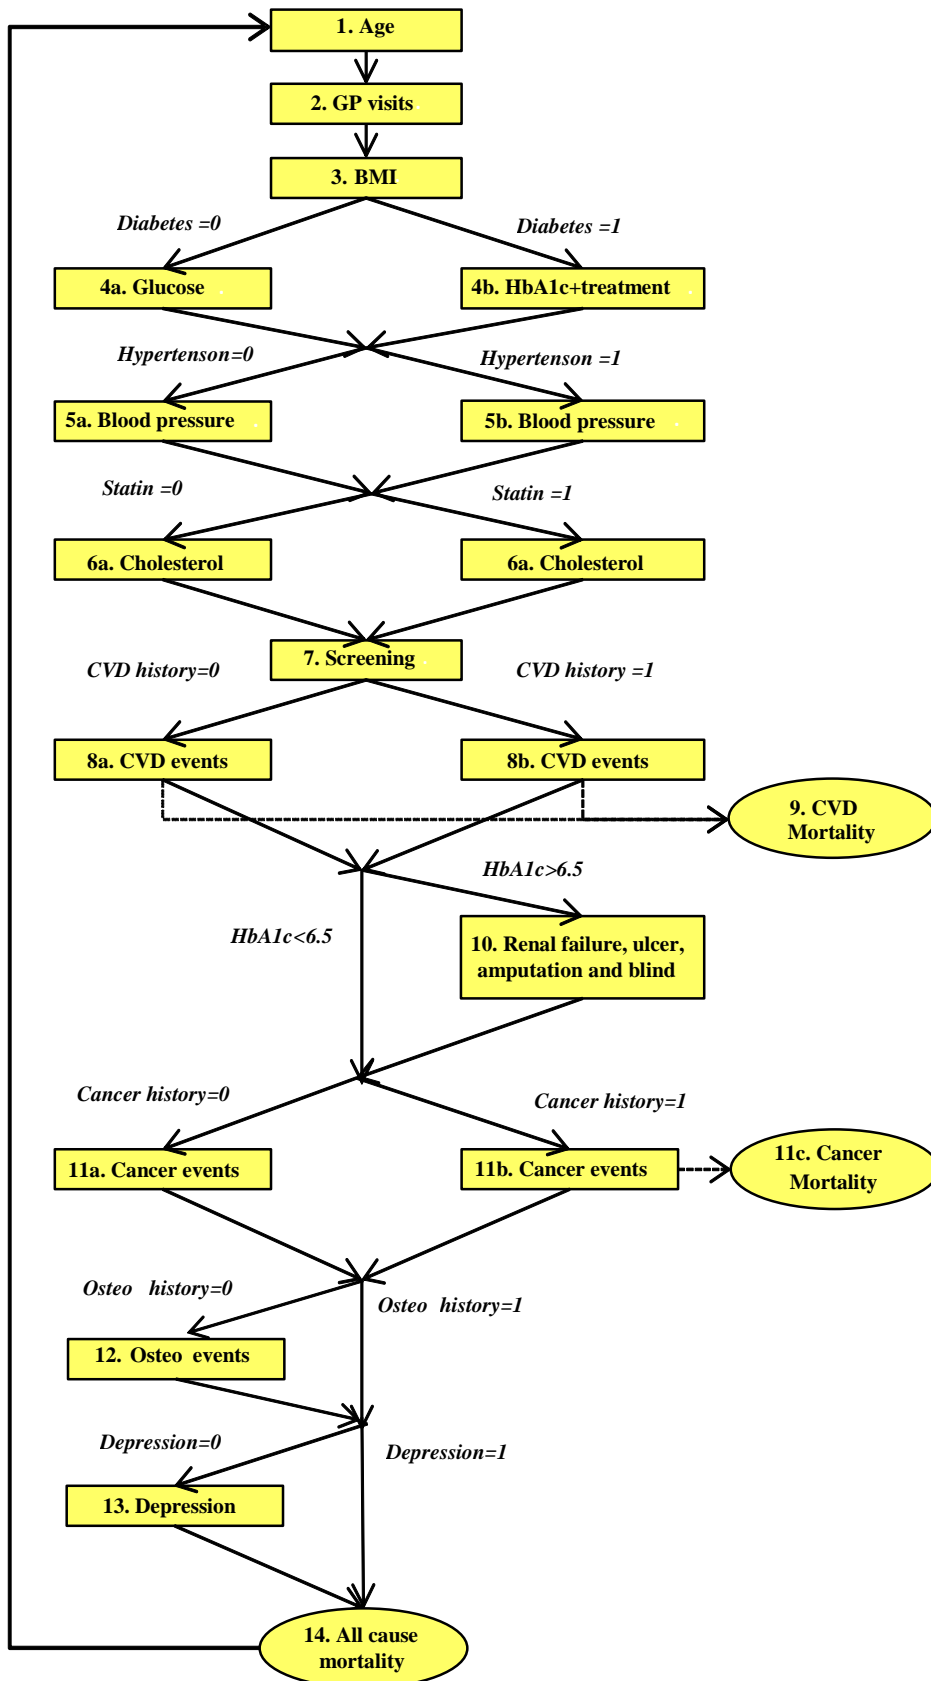 1. Age
2. GP visits
3. BMI
Diabetes =0
Diabetes =1
4a. Glucose
4b. HbA1c+treatment
Hypertenson=0
Hypertenson =1
5a. Blood pressure
5b. Blood pressure
Statin =0
Statin =1
6a. Cholesterol
6a. Cholesterol
7. Screening
CVD history=0
CVD history =1
8a. CVD events
8b. CVD events
9. CVD
Mortality
HbA1c>6.5
HbA1c<6.5
10. Renal failure, ulcer,
amputation and blind
Cancer history=0
Cancer history=1
11a. Cancer events
11b. Cancer events
11c. Cancer
Mortality
Osteo history=0
Osteo history=1
12. Osteo events
Depression=0
Depression=1
13. Depression
14. All cause
mortality